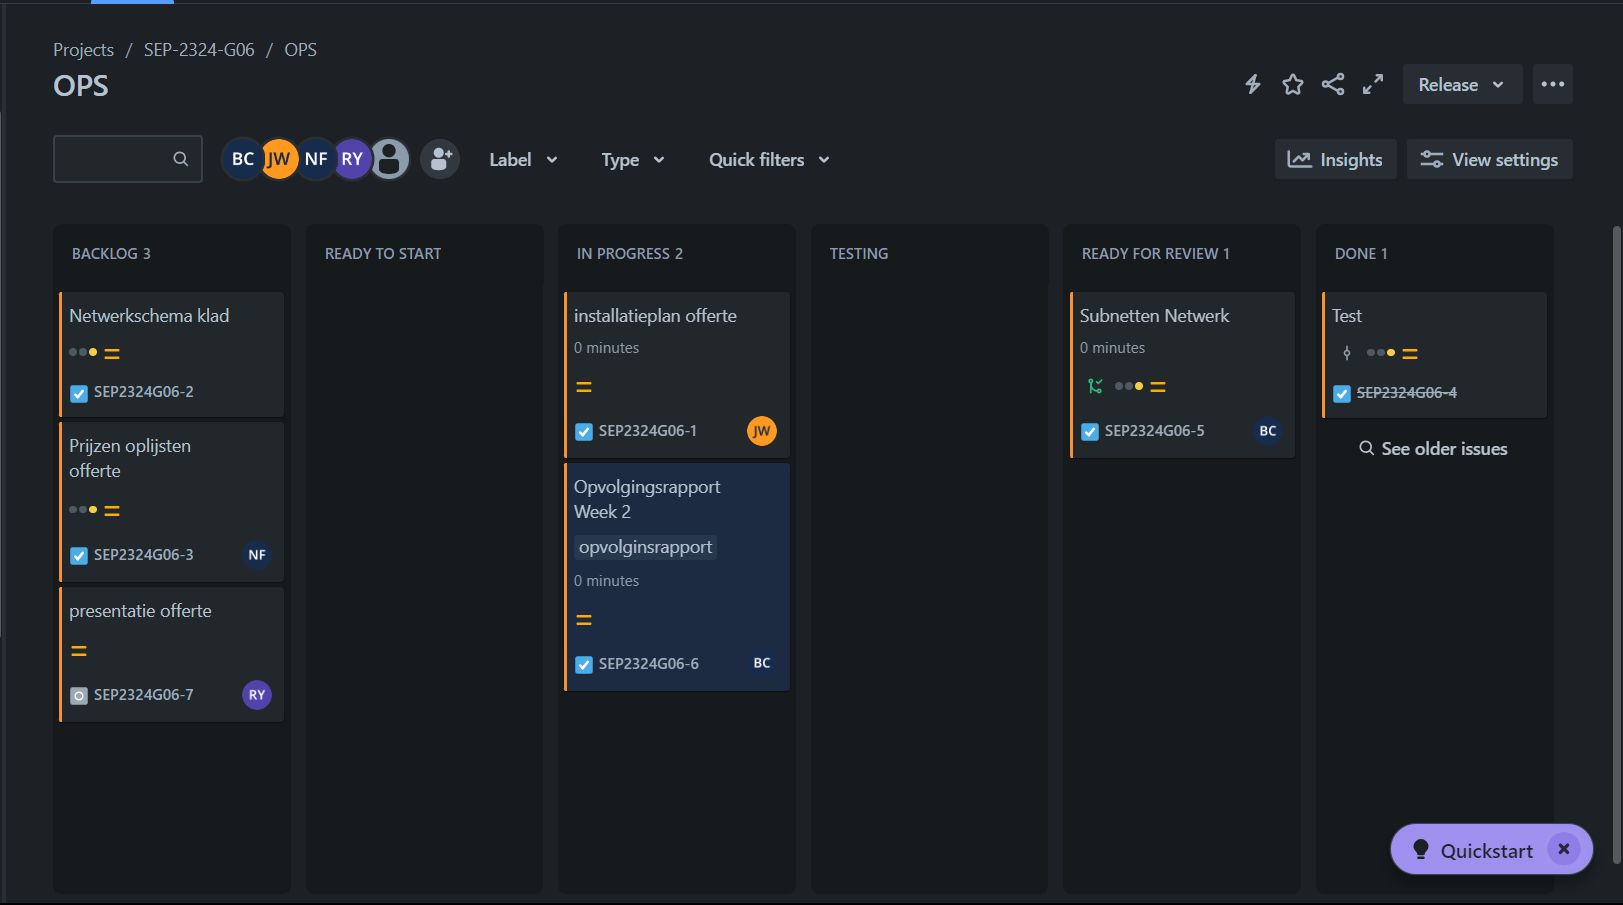 Projects / SEP-2324-G06 / OPS
OPS
Release
BC JW NF RY
Label
Type
Quick filters
Insights
View settings
BACKLOG 3
Netwerkschema klad
SEP2324G06-2
Prijzen oplijsten
offerte
SEP2324G06-3
NF
presentatie offerte
SEP2324G06-7
RY
READY TO START
IN PROGRESS 2
installatieplan offerte
0 minutes
SEP2324G06-1
JW
Opvolgingsrapport
Week 2
opvolginsrapport
0 minutes
SEP2324G06-6
BC
TESTING
READY FOR REVIEW 1
Subnetten Netwerk
0 minutes
SEP2324G06-5
BC
DONE 1
Test
SEP2324G06-4
See older issues
Quickstart